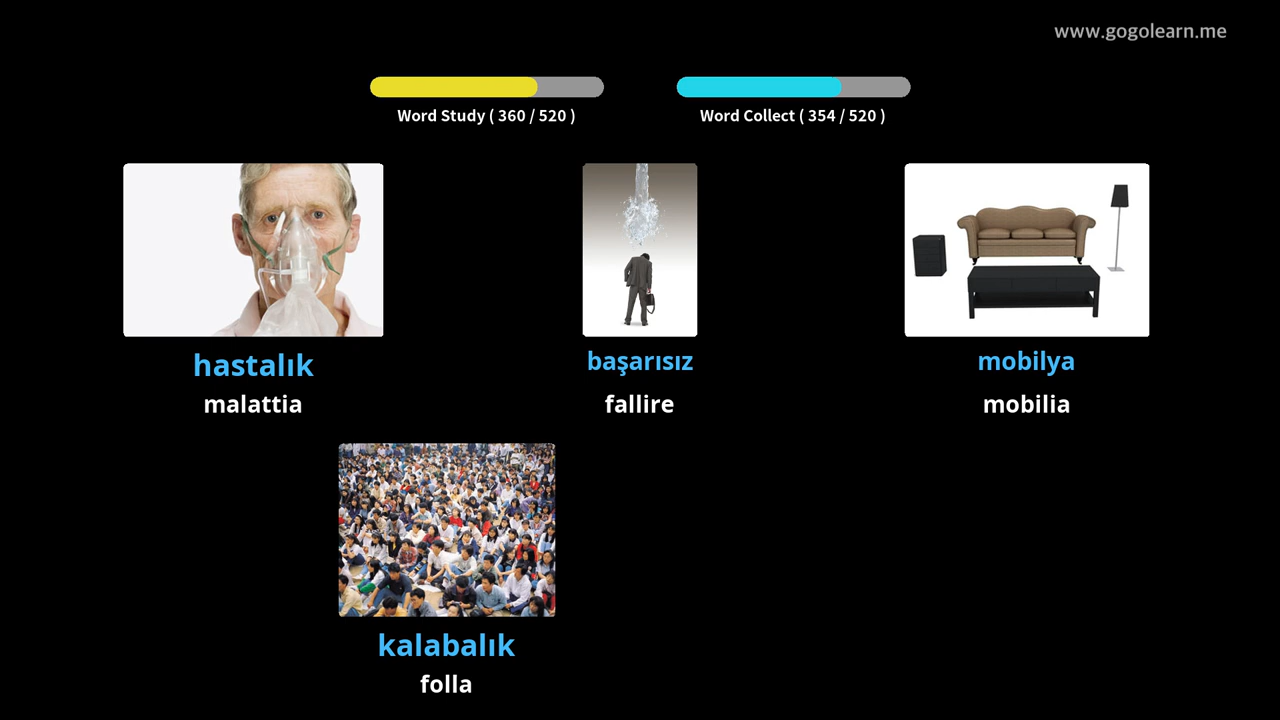 www.gogolearn.me
Word Study ( 360 / 520 )
Word Collect ( 354 / 520 )
hastalık
malattia
başarısız
fallire
mobilya
mobilia
kalabalık
folla